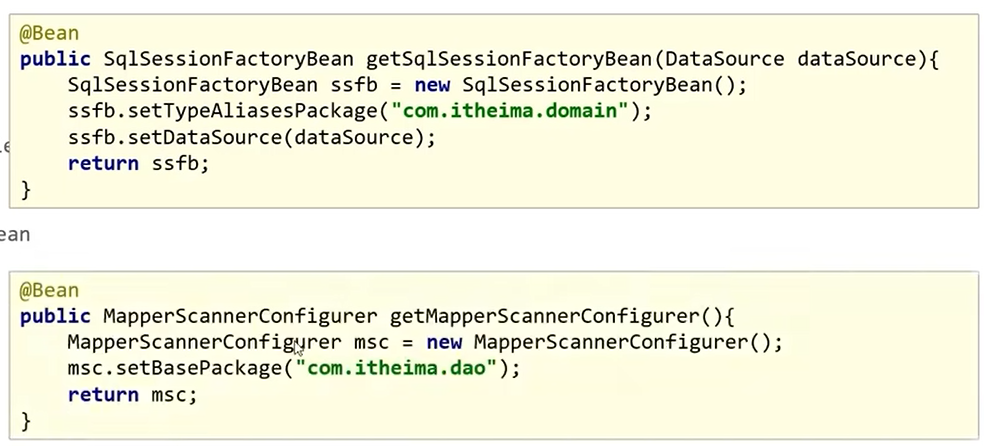 @Bean
public SqlSessionFactoryBean getSqlSessionFactoryBean(DataSource dataSource){
    SqlSessionFactoryBean ssfb = new SqlSessionFactoryBean();
    ssfb.setTypeAliasesPackage("com.itheima.domain");
    ssfb.setDataSource(dataSource);
    return ssfb;
}
ean
@Bean
public MapperScannerConfigurer getMapperScannerConfigurer(){
    MapperScannerConfigurer msc = new MapperScannerConfigurer();
    msc.setBasePackage("com.itheima.dao");
    return msc;
}